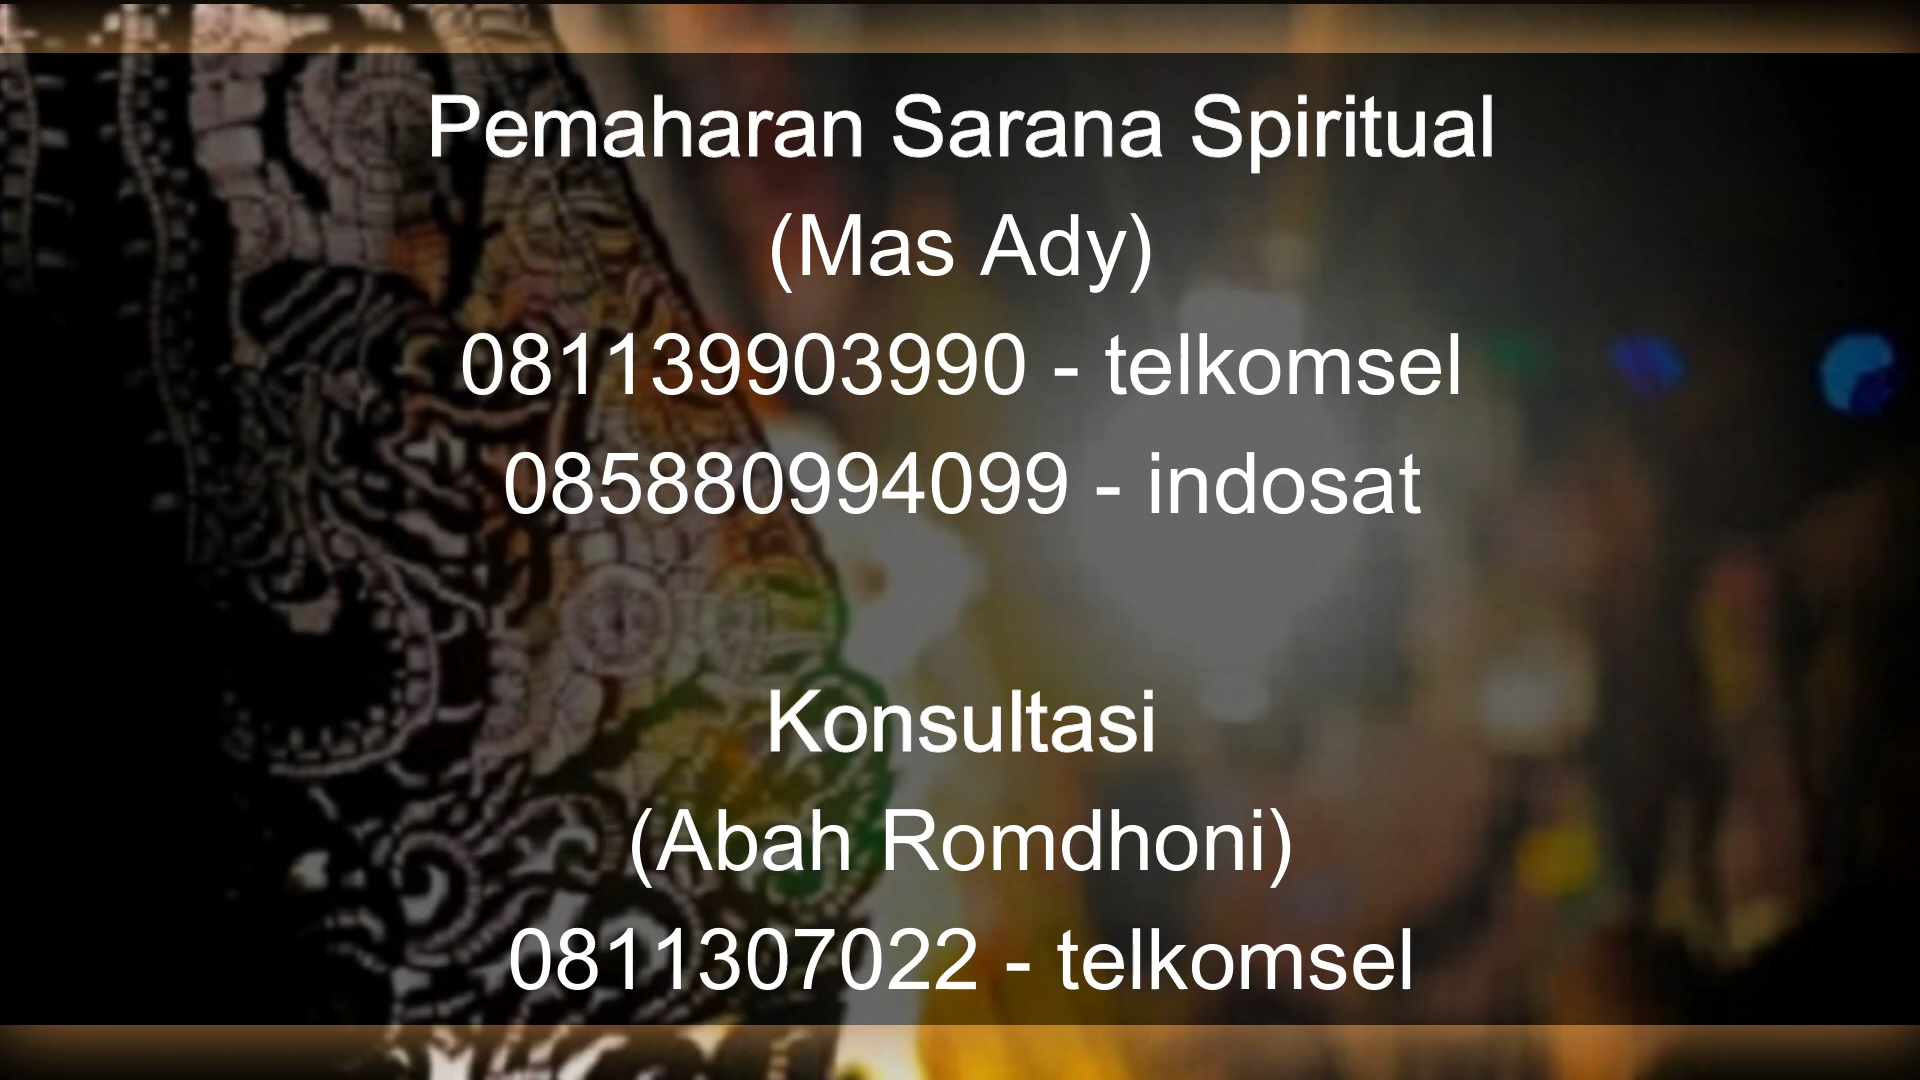 Pemaharan Sarana Spiritual
(Mas Ady)
081139903990 - telkomsel
085880994099 - indosat
Konsultasi
(Abah Romdhoni)
0811307022 - telkomsel